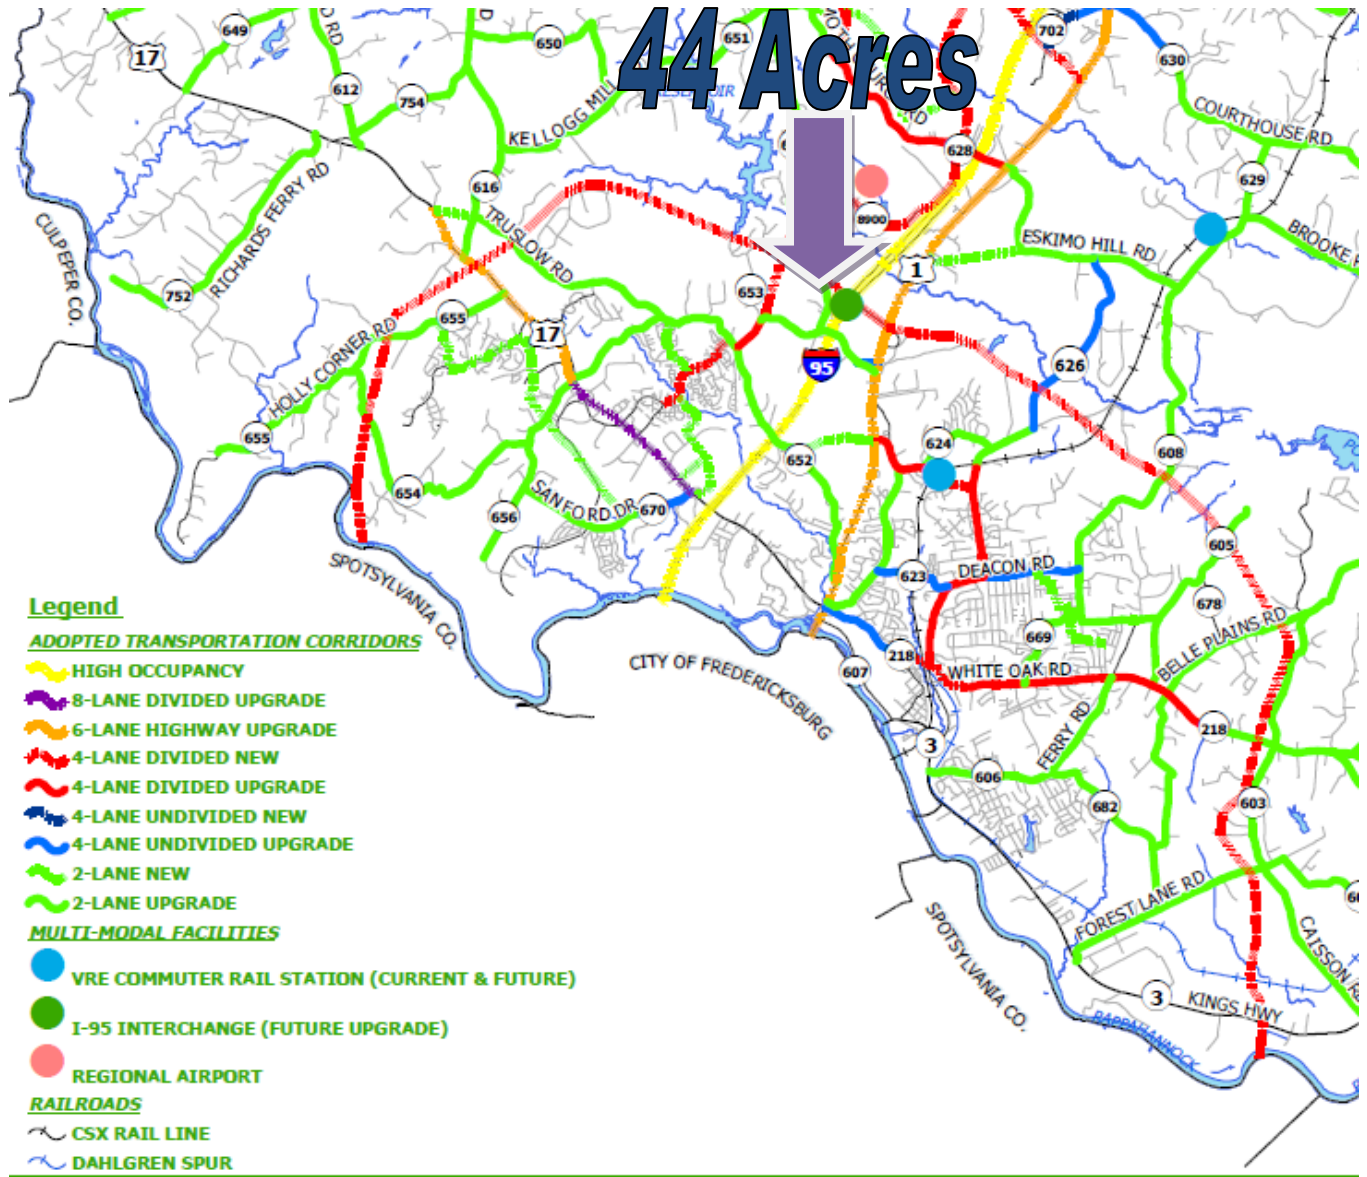 44 Acres
649
D RD
D
650
651
MOTH
URG RD
702
630
17
612
754
KELLOGG MILL
COURTHOUSE RD
628
629
616
RICHARDS FERRY RD
TRUSLOW RD
8900
BROOKE
ESKIMO HILL RD
1
CULPEPER CO.
752
653
655
17
HOLLY CORNER RD
95
626
655
624
652
608
654
SANFORD DR
670
656
605
SPOTSYLVANIA CO.
623
DEACON RD
678
669
BELLE PLAINS RD
218
WHITE OAK RD
607
CITY OF FREDERICKSBURG
FERRY RD
218
3
606
682
603
FOREST LANE RD
CAISSON RD
SPOTSYLVANIA CO.
3
KINGS HWY
RAPPAHANNOCK
Legend
ADOPTED TRANSPORTATION CORRIDORS
HIGH OCCUPANCY
8-LANE DIVIDED UPGRADE
6-LANE HIGHWAY UPGRADE
4-LANE DIVIDED NEW
4-LANE DIVIDED UPGRADE
4-LANE UNDIVIDED NEW
4-LANE UNDIVIDED UPGRADE
2-LANE NEW
2-LANE UPGRADE
MULTI-MODAL FACILITIES
VRE COMMUTER RAIL STATION (CURRENT & FUTURE)
I-95 INTERCHANGE (FUTURE UPGRADE)
REGIONAL AIRPORT
RAILROADS
CSX RAIL LINE
DAHLGREN SPUR